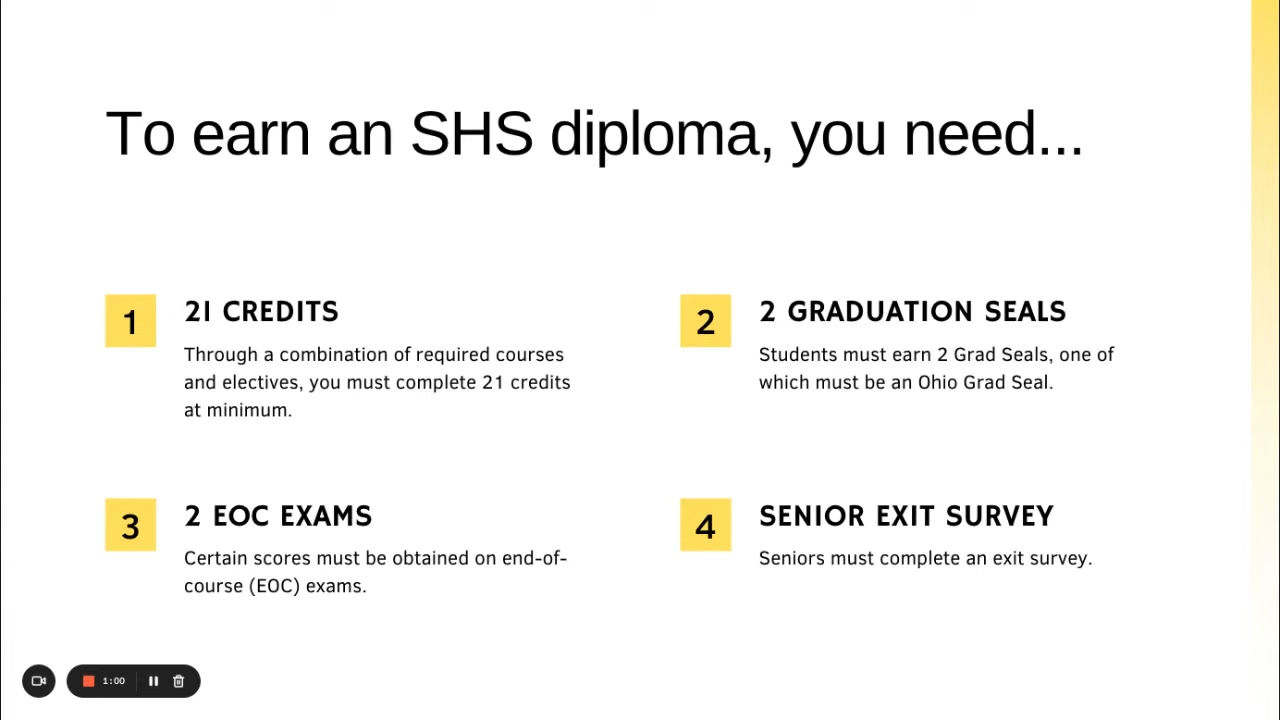 To earn an SHS diploma, you need...
1
21 CREDITS
Through a combination of required courses
and electives, you must complete 21 credits
at minimum.
2
2 GRADUATION SEALS
Students must earn 2 Grad Seals, one of
which must be an Ohio Grad Seal.
3
2 EOC EXAMS
Certain scores must be obtained on end-of-
course (EOC) exams.
4
SENIOR EXIT SURVEY
Seniors must complete an exit survey.
1:00